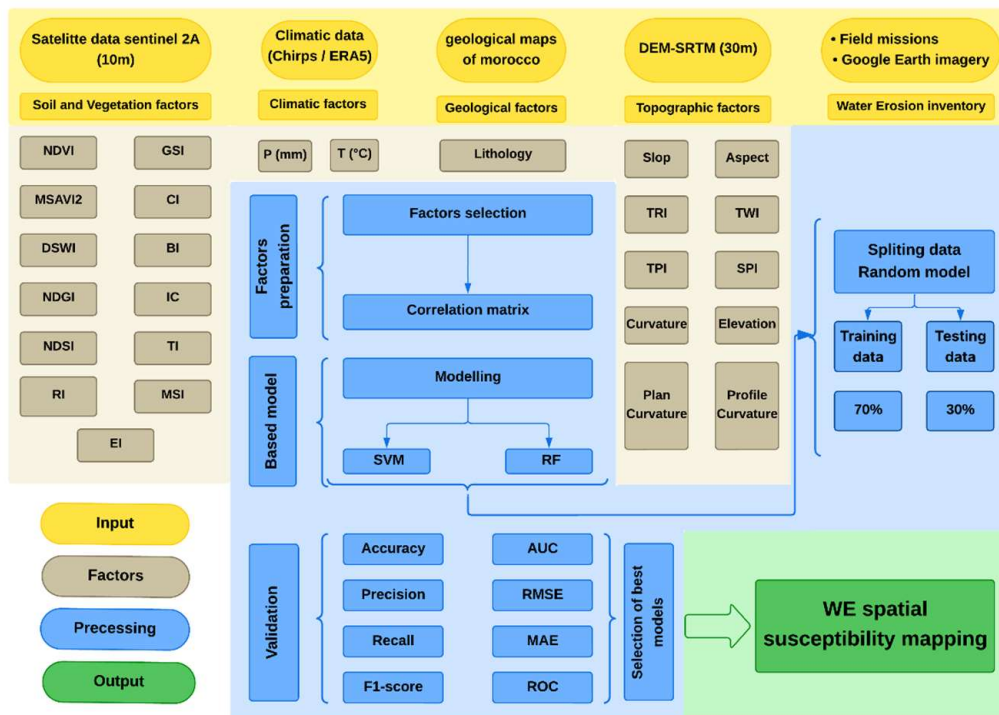 Satelitte data sentinel 2A
(10m)
Climatic data
(Chirps / ERA5)
geological maps
of morocco
DEM-SRTM (30m)
• Field missions
• Google Earth imagery
Soil and Vegetation factors
Climatic factors
Geological factors
Topographic factors
Water Erosion inventory
NDVI
GSI
MSAVI2
CI
DSWI
BI
NDGI
IC
NDSI
TI
RI
MSI
EI
P (mm)
T (°C)
Lithology
Slop
Aspect
TRI
TWI
TPI
SPI
Curvature
Elevation
Plan
Curvature
Profile
Curvature
Factors
preparation
Factors selection
Correlation matrix
Based model
Modelling
SVM
RF
Spliting data
Random model
Training
data
Testing
data
70%
30%
Input
Factors
Precessing
Output
Validation
Accuracy
AUC
Precision
RMSE
Recall
MAE
F1-score
ROC
Selection of best
models
WE spatial
susceptibility mapping